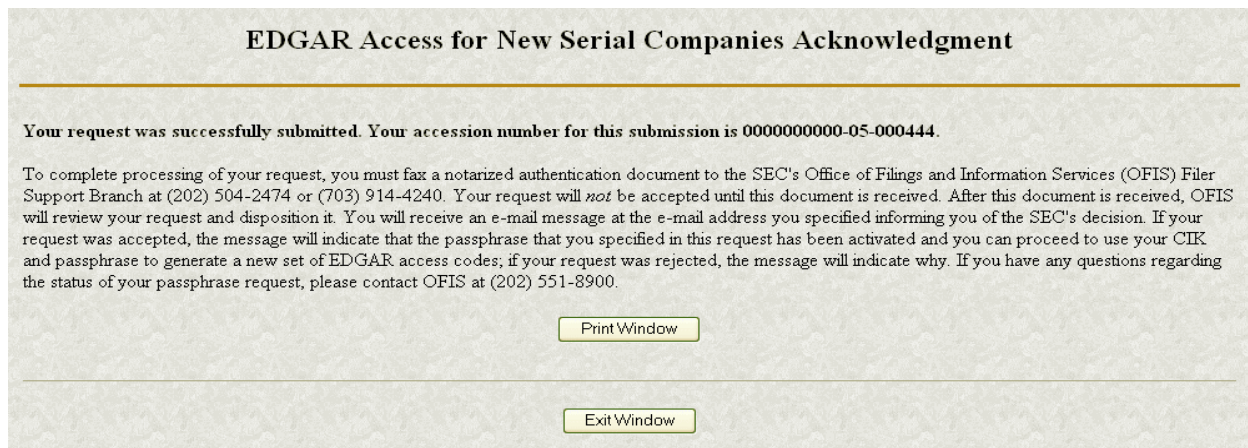 EDGAR Access for New Serial Companies Acknowledgment
Your request was successfully submitted. Your accession number for this submission is 0000000000-05-000444.
To complete processing of your request, you must fax a notarized authentication document to the SEC's Office of Filings and Information Services (OFIS) Filer
Support Branch at (202) 504-2474 or (703) 914-4240. Your request will not be accepted until this document is received. After this document is received, OFIS
will review your request and disposition it. You will receive an e-mail message at the e-mail address you specified informing you of the SEC's decision. If your
request was accepted, the message will indicate that the passphrase that you specified in this request has been activated and you can proceed to use your CIK
and passphrase to generate a new set of EDGAR access codes; if your request was rejected, the message will indicate why. If you have any questions regarding
the status of your passphrase request, please contact OFIS at (202) 551-8900.
Print Window
Exit Window